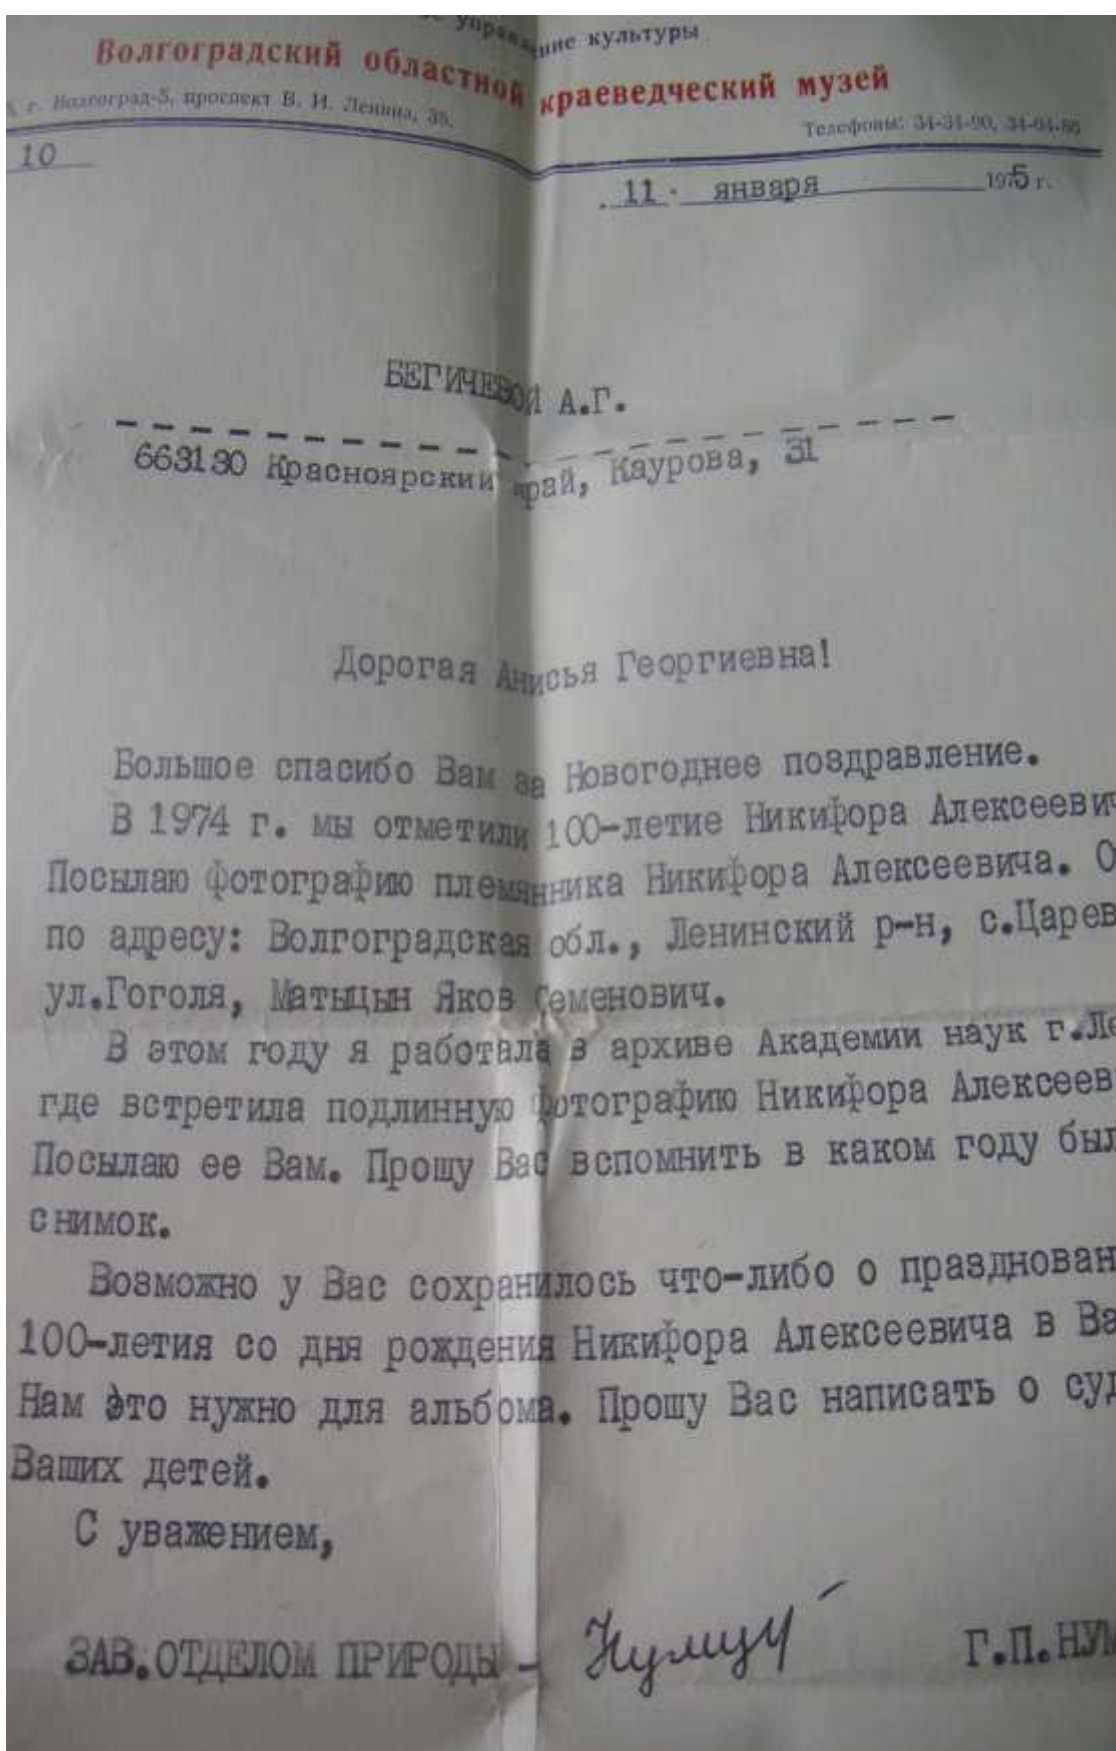 управление культуры
Волгоградский областной краеведческий музей
г. Волгоград-5, проспект В. И. Ленина, 38.
Телефоны: 34-34-90, 34-04-86
10
11. января 1975 г.
БЕГИЧЕВОЙ А.Г.
663130 Красноярский край, Каурова, 31
Дорогая Анисья Георгиевна!
Большое спасибо Вам за Новогоднее поздравление.
В 1974 г. мы отметили 100-летие Никифора Алексеевич
Посылаю фотографию племянника Никифора Алексеевича. О
по адресу: Волгоградская обл., Ленинский р-н, с.Царев
ул.Гоголя, Матыцын Яков Семенович.
В этом году я работала в архиве Академии наук г.Ле
где встретила подлинную фотографию Никифора Алексеев
Посылаю ее Вам. Прошу Вас вспомнить в каком году был
снимок.
Возможно у Вас сохранилось что-либо о праздновани
100-летия со дня рождения Никифора Алексеевича в Ва
Нам это нужно для альбома. Прошу Вас написать о суд
Ваших детей.
С уважением,
ЗАВ.ОТДЕЛОМ ПРИРОДЫ - Г.П.НУМ